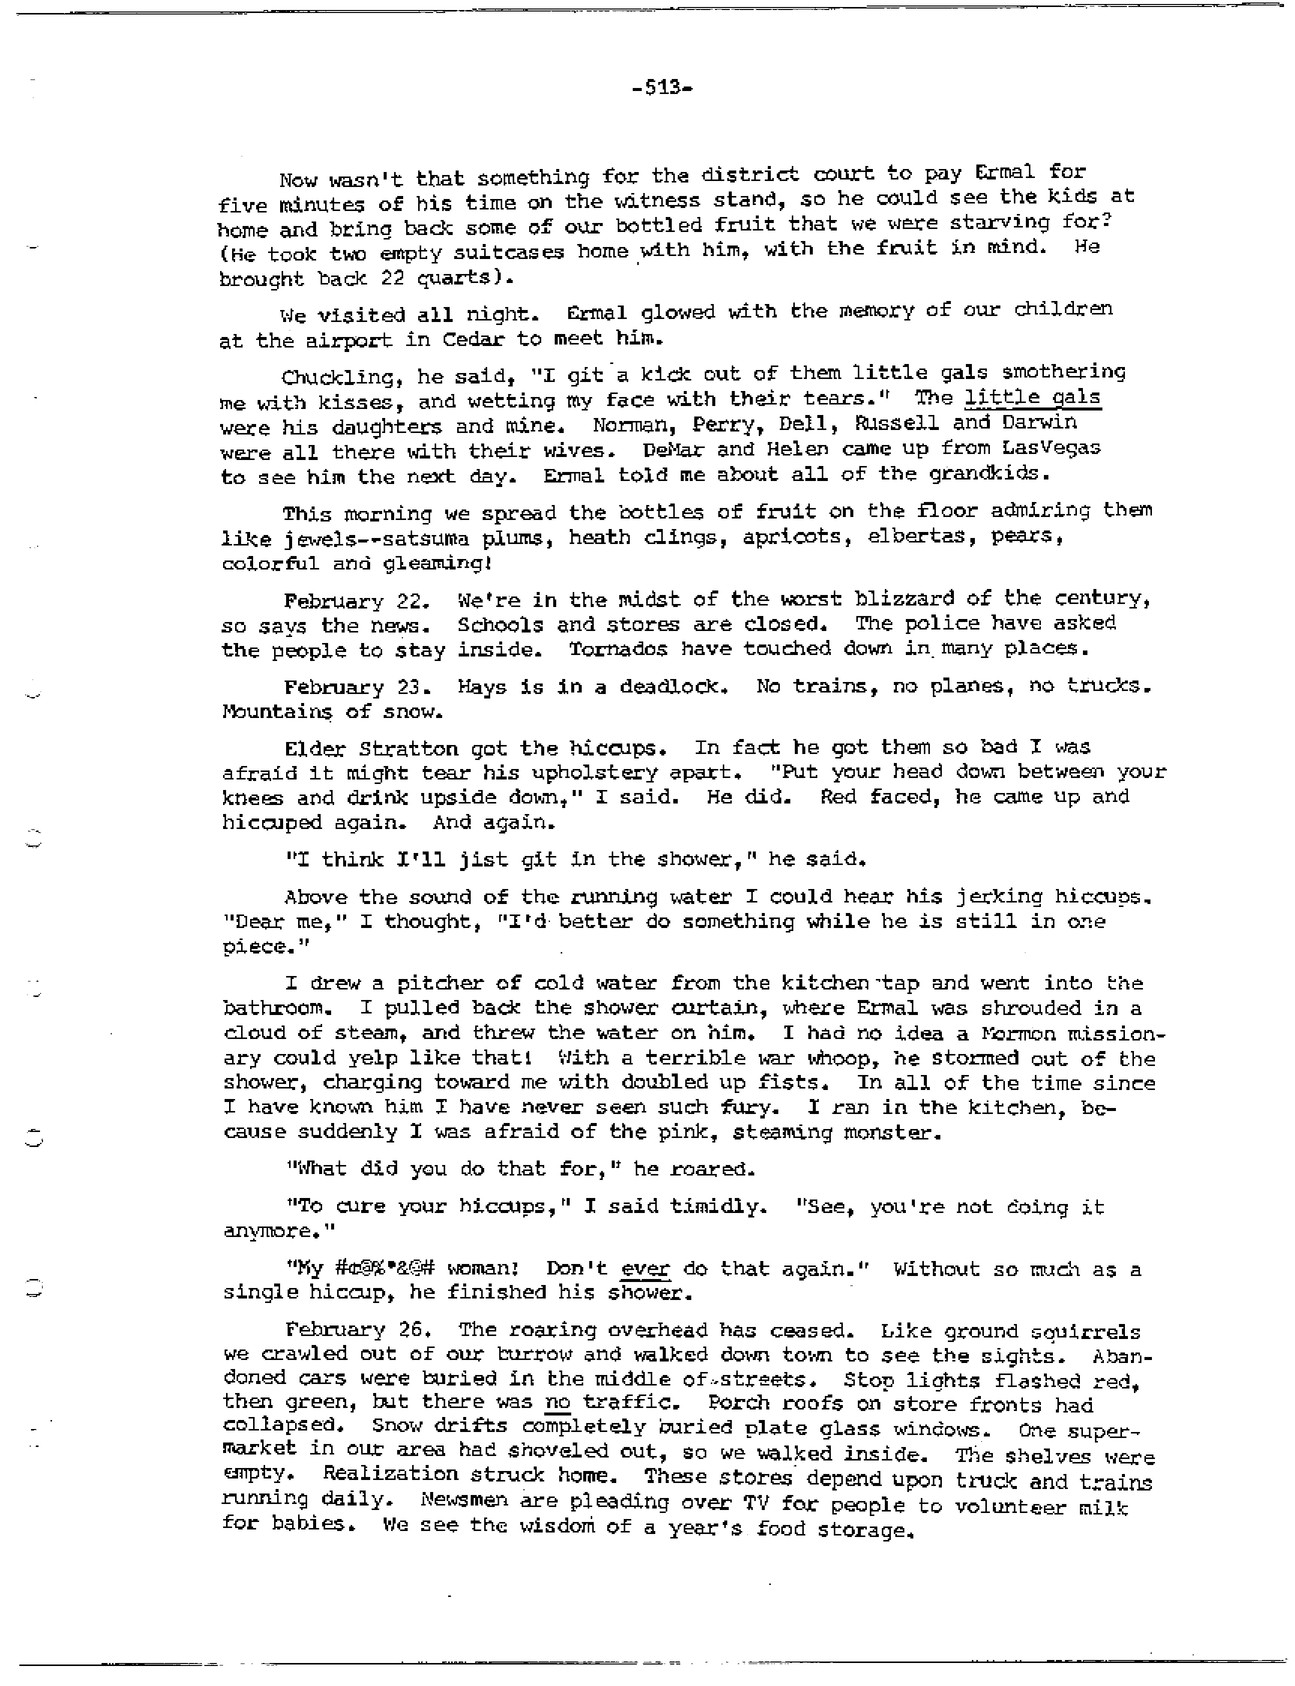 -513-
Now wasn't that something for the district court to pay Ermal for
five minutes of his time on the witness stand, so he could see the kids at
home and bring back some of our bottled fruit that we were starving for?
(He took two empty suitcases home with him, with the fruit in mind. He
brought back 22 quarts).
We visited all night. Ermal glowed with the memory of our children
at the airport in Cedar to meet him.
Chuckling, he said, "I git a kick out of them little gals smothering
me with kisses, and wetting my face with their tears." The little gals
were his daughters and mine. Norman, Perry, Dell, Russell and Darwin
were all there with their wives. DeMar and Helen came up from LasVegas
to see him the next day. Ermal told me about all of the grandkids.
This morning we spread the bottles of fruit on the floor admiring them
like jewels--satsuma plums, heath clings, apricots, elbertas, pears,
colorful and gleaming!
February 22. We're in the midst of the worst blizzard of the century,
so says the news. Schools and stores are closed. The police have asked
the people to stay inside. Tornados have touched down in many places.
February 23. Hays is in a deadlock. No trains, no planes, no trucks.
Mountains of snow.
Elder Stratton got the hiccups. In fact he got them so bad I was
afraid it might tear his upholstery apart. "Put your head down between your
knees and drink upside down," I said. He did. Red faced, he came up and
hiccuped again. And again.
"I think I'll jist git in the shower," he said.
Above the sound of the running water I could hear his jerking hiccups.
"Dear me," I thought, "I'd better do something while he is still in one
piece."
I drew a pitcher of cold water from the kitchen tap and went into the
bathroom. I pulled back the shower curtain, where Ermal was shrouded in a
cloud of steam, and threw the water on him. I had no idea a Mormon mission-
ary could yelp like that! With a terrible war whoop, he stormed out of the
shower, charging toward me with doubled up fists. In all of the time since
I have known him I have never seen such fury. I ran in the kitchen, be-
cause suddenly I was afraid of the pink, steaming monster.
"What did you do that for," he roared.
"To cure your hiccups," I said timidly. "See, you're not doing it
anymore."
"My #¢@%*&@# woman! Don't ever do that again." Without so much as a
single hiccup, he finished his shower.
February 26. The roaring overhead has ceased. Like ground squirrels
we crawled out of our burrow and walked down town to see the sights. Aban-
doned cars were buried in the middle of streets. Stop lights flashed red,
then green, but there was no traffic. Porch roofs on store fronts had
collapsed. Snow drifts completely buried plate glass windows. One super-
market in our area had shoveled out, so we walked inside. The shelves were
empty. Realization struck home. These stores depend upon truck and trains
running daily. Newsmen are pleading over TV for people to volunteer milk
for babies. We see the wisdom of a year's food storage.